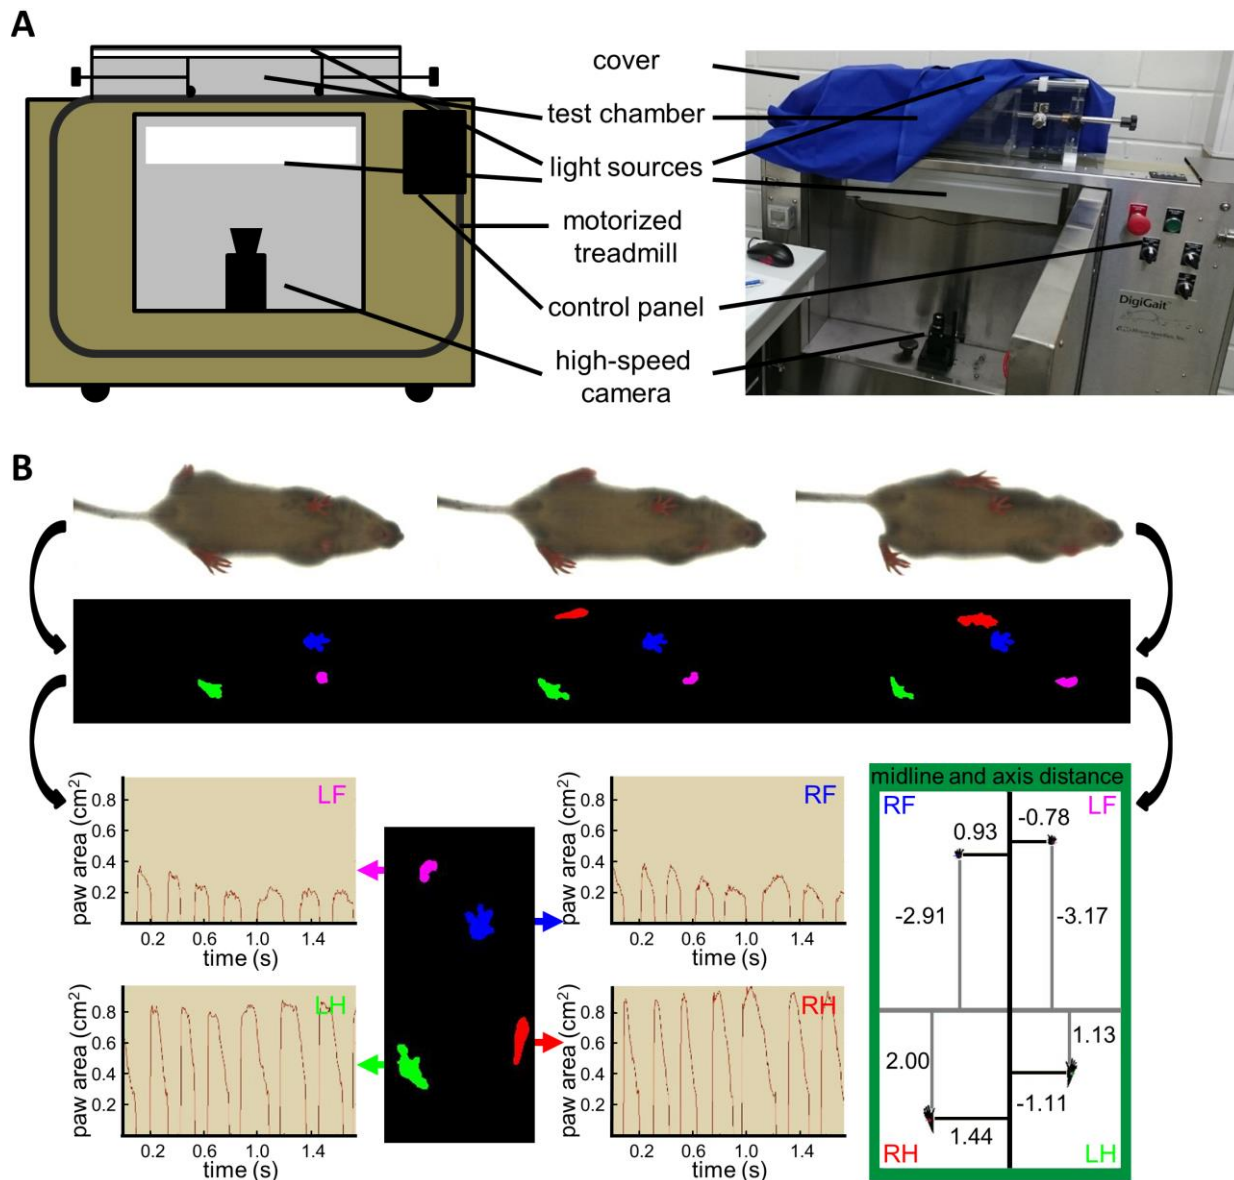 A
cover
test chamber
light sources
motorized
treadmill
control panel
high-speed
camera
DigiGait™
B
paw area (cm²)
0.8
0.6
0.4
0.2
LF
0.2 0.6 1.0 1.4
time (s)
paw area (cm²)
0.8
0.6
0.4
0.2
RF
0.2 0.6 1.0 1.4
time (s)
paw area (cm²)
0.8
0.6
0.4
0.2
LH
0.2 0.6 1.0 1.4
time (s)
paw area (cm²)
0.8
0.6
0.4
0.2
RH
0.2 0.6 1.0 1.4
time (s)
midline and axis distance
RF LF
0.93 -0.78
-2.91 -3.17
2.00 1.13
-1.11
1.44
RH LH